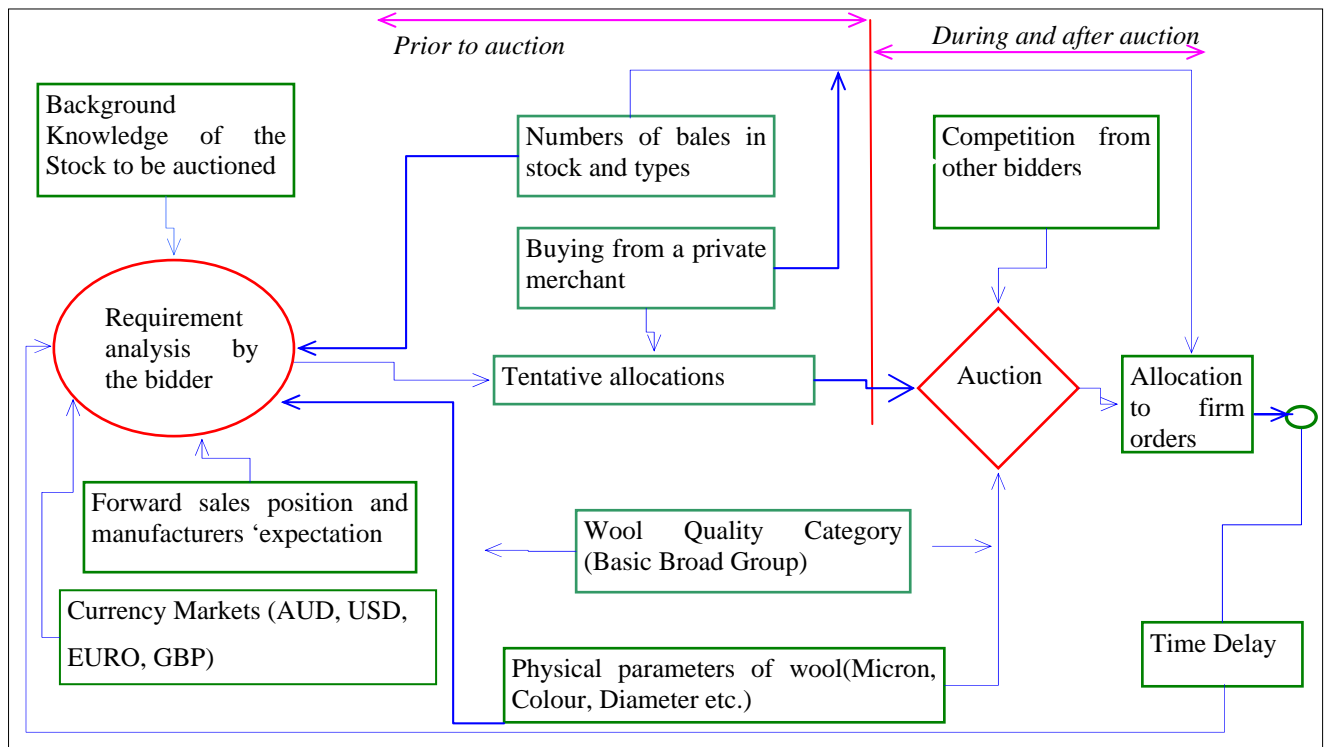 Prior to auction
During and after auction
Background
Knowledge of the
Stock to be auctioned
Numbers of bales in
stock and types
Competition from
other bidders
Buying from a private
merchant
Requirement
analysis by
the bidder
Tentative allocations
Auction
Allocation
to firm
orders
Forward sales position and
manufacturers ‘expectation
Wool Quality Category
(Basic Broad Group)
Currency Markets (AUD, USD,
EURO, GBP)
Physical parameters of wool(Micron,
Colour, Diameter etc.)
Time Delay